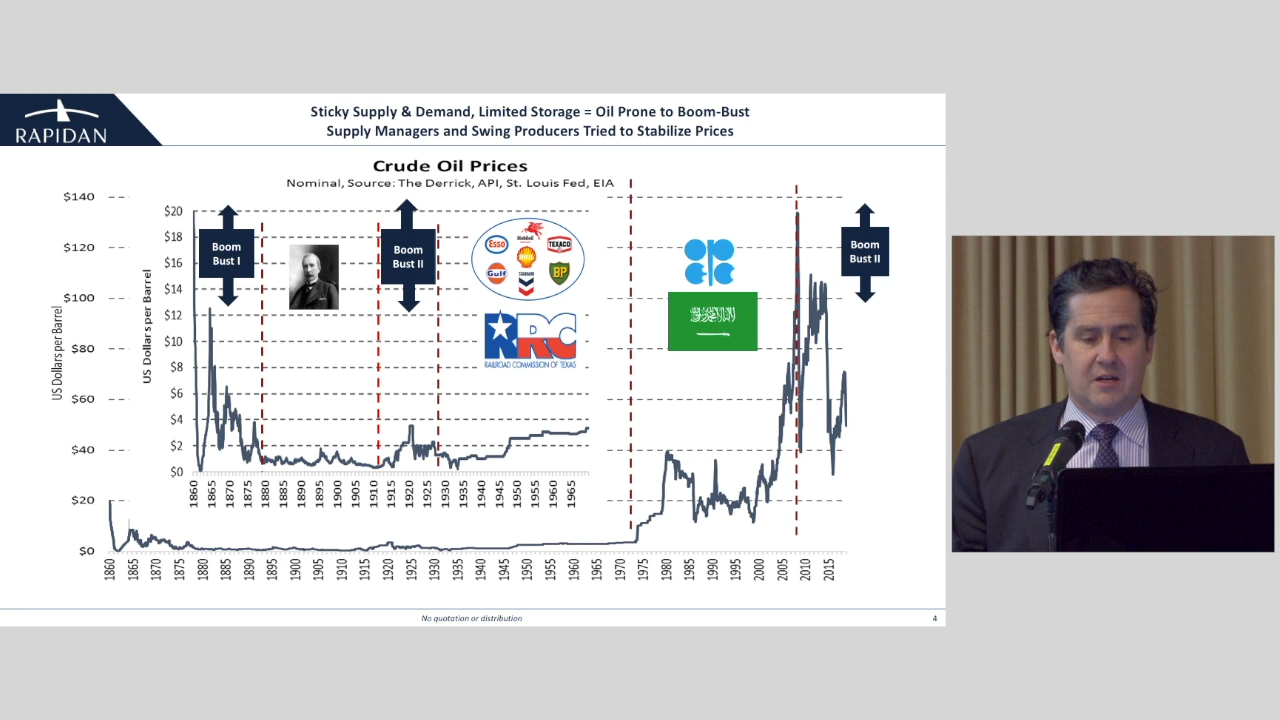 RAPIDAN
Sticky Supply & Demand, Limited Storage = Oil Prone to Boom-Bust
Supply Managers and Swing Producers Tried to Stabilize Prices
Crude Oil Prices
Nominal, Source: The Derrick, API, St. Louis Fed, EIA
US Dollars per Barrel
$140
$120
$100
$80
$60
$40
$20
$0
US Dollars per Barrel
$20
$18
$16
$14
$12
$10
$8
$6
$4
$2
$0
1860 1865 1870 1875 1880 1885 1890 1895 1900 1905 1910 1915 1920 1925 1930 1935 1940 1945 1950 1955 1960 1965
Boom
Bust I
Boom
Bust II
Esso
Mobil
TEXACO
SHELL
Gulf
STANDARD
BP
RRC
RAILROAD COMMISSION OF TEXAS
Boom
Bust II
1860 1865 1870 1875 1880 1885 1890 1895 1900 1905 1910 1915 1920 1925 1930 1935 1940 1945 1950 1955 1960 1965 1970 1975 1980 1985 1990 1995 2000 2005 2010 2015
No quotation or distribution
4